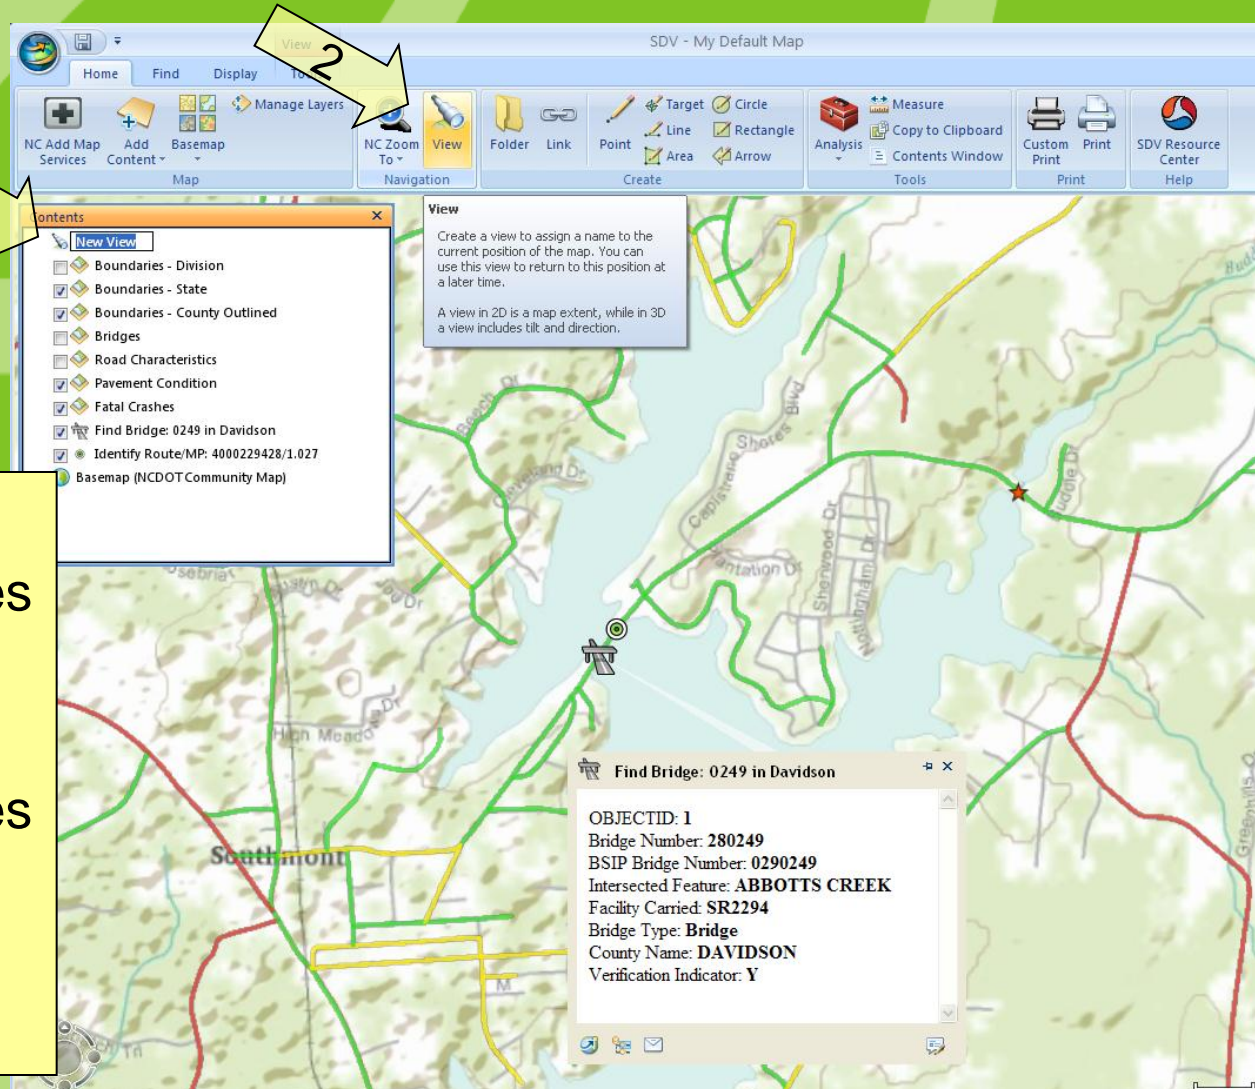 View
SDV - My Default Map
2
Home Find Display
NC Add Map Services
Add Content
Basemap
Manage Layers
Map
NC Zoom To
View
Navigation
Folder
Link
Point
Target
Line
Area
Circle
Rectangle
Arrow
Create
Analysis
Measure
Copy to Clipboard
Contents Window
Tools
Custom Print
Print
Print
SDV Resource Center
Help
Contents
New View
Boundaries - Division
Boundaries - State
Boundaries - County Outlined
Bridges
Road Characteristics
Pavement Condition
Fatal Crashes
Find Bridge: 0249 in Davidson
Identify Route/MP: 4000229428/1.027
Basemap (NCDOT Community Map)
View
Create a view to assign a name to the
current position of the map. You can
use this view to return to this position at
a later time.
A view in 2D is a map extent, while in 3D
a view includes tilt and direction.
es
es
Beech Dr
Cleveland Dr
Capistrane Shores Blvd
Sherwood Dr
Nottingham Dr
Buddle Dr
High Meadow Dr
Southmont
Find Bridge: 0249 in Davidson
OBJECTID: 1
Bridge Number: 280249
BSIP Bridge Number: 0290249
Intersected Feature: ABBOTTS CREEK
Facility Carried: SR2294
Bridge Type: Bridge
County Name: DAVIDSON
Verification Indicator: Y